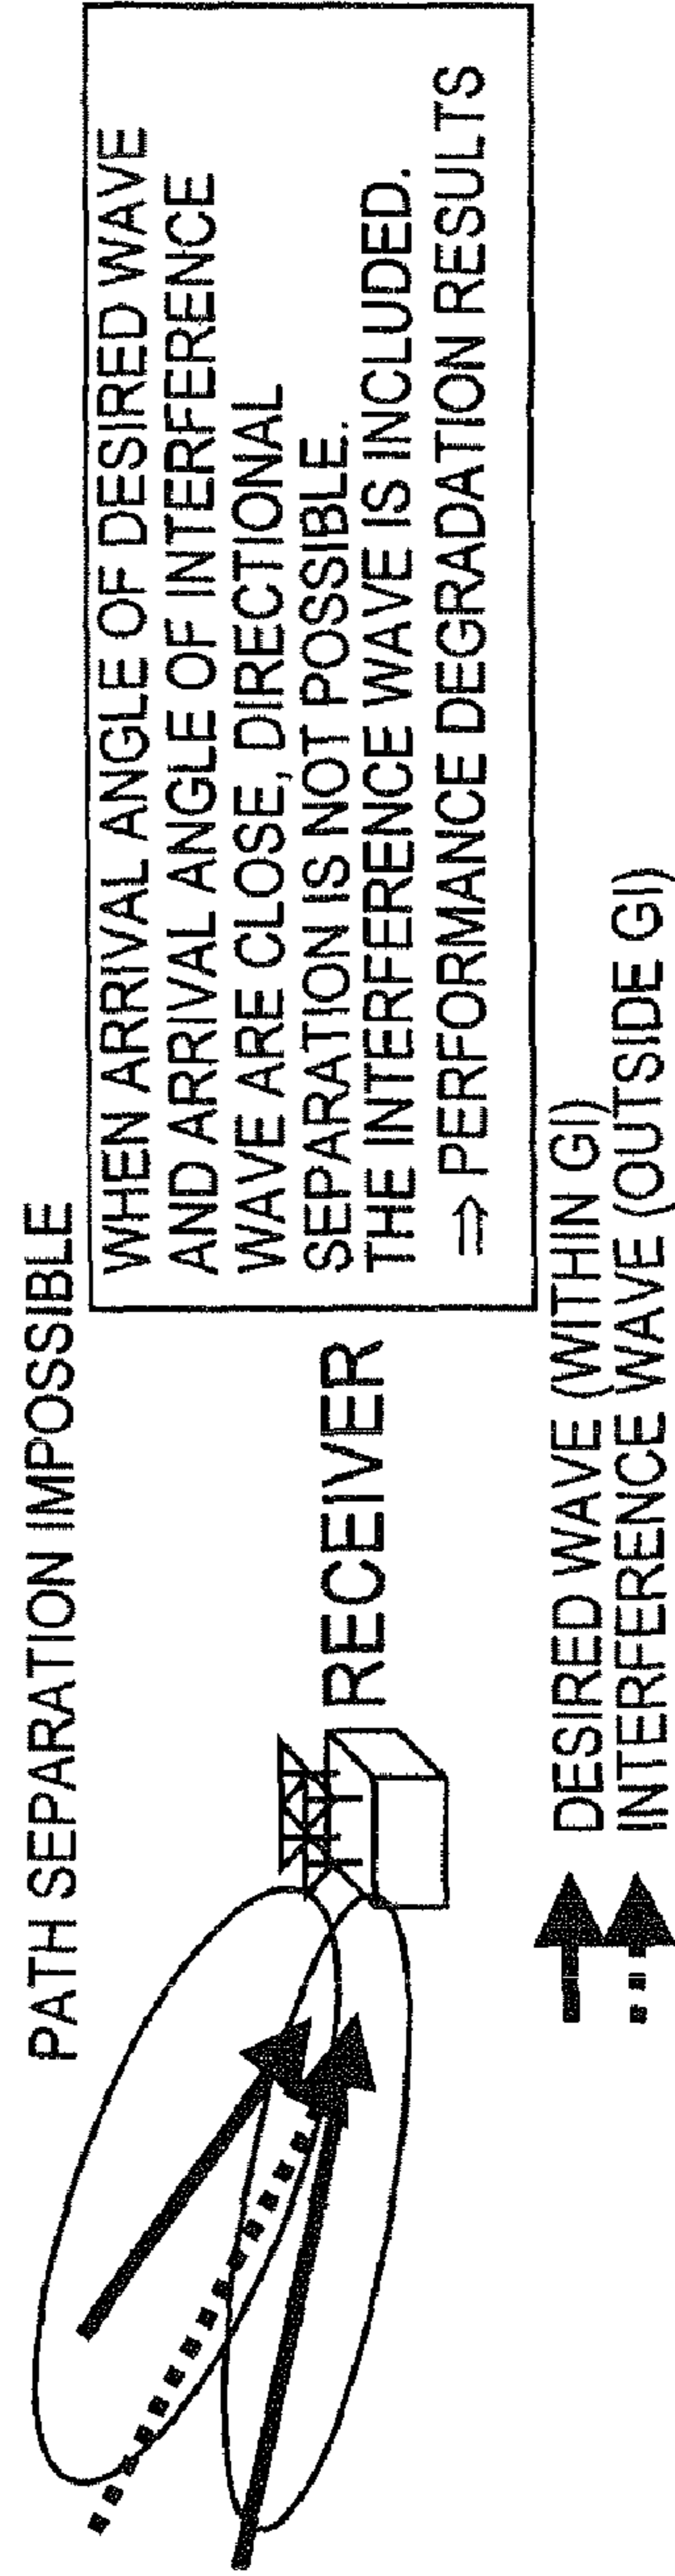 PATH SEPARATION IMPOSSIBLE
WHEN ARRIVAL ANGLE OF DESIRED WAVE
AND ARRIVAL ANGLE OF INTERFERENCE
WAVE ARE CLOSE, DIRECTIONAL
SEPARATION IS NOT POSSIBLE.
THE INTERFERENCE WAVE IS INCLUDED.
⇒ PERFORMANCE DEGRADATION RESULTS
RECEIVER
DESIRED WAVE (WITHIN GI)
INTERFERENCE WAVE (OUTSIDE GI)